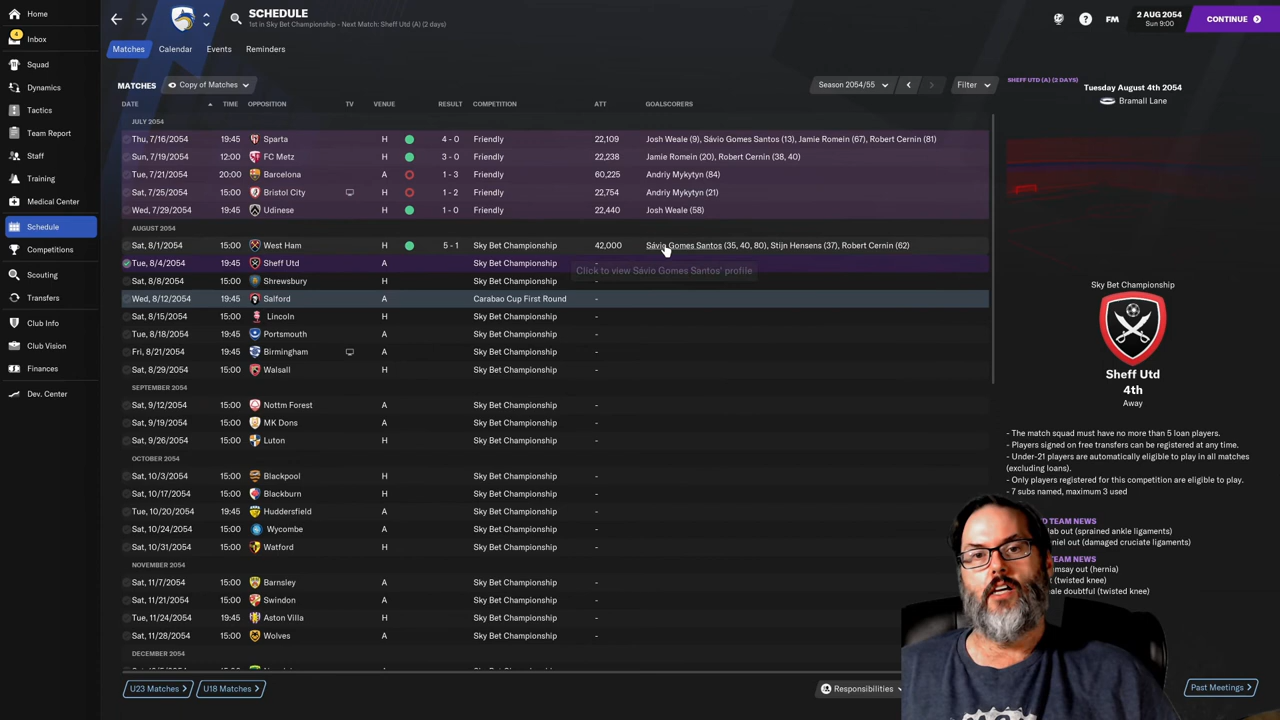 Home
4
Inbox
Squad
Dynamics
Tactics
Team Report
Staff
Training
Medical Center
Schedule
Competitions
Scouting
Transfers
Club Info
Club Vision
Finances
Dev. Center
SCHEDULE
1st in Sky Bet Championship - Next Match: Sheff Utd (A) (2 days)
? FM 2 AUG 2054
Sun 9:00
CONTINUE
Matches Calendar Events Reminders
MATCHES Copy of Matches Season 2054/55 Filter
DATE TIME OPPOSITION TV VENUE RESULT COMPETITION ATT GOALSCORERS
JULY 2054
Thu, 7/16/2054 19:45 Sparta H 4 - 0 Friendly 22,109 Josh Weale (9), Sávio Gomes Santos (13), Jamie Romein (67), Robert Cernin (81)
Sun, 7/19/2054 12:00 FC Metz H 3 - 0 Friendly 22,238 Jamie Romein (20), Robert Cernin (38, 40)
Tue, 7/21/2054 20:00 Barcelona A 1 - 3 Friendly 60,225 Andriy Mykytyn (84)
Sat, 7/25/2054 15:00 Bristol City H 1 - 2 Friendly 22,754 Andriy Mykytyn (21)
Wed, 7/29/2054 19:45 Udinese H 1 - 0 Friendly 22,440 Josh Weale (58)
AUGUST 2054
Sat, 8/1/2054 15:00 West Ham H 5 - 1 Sky Bet Championship 42,000 Sávio Gomes Santos (35, 40, 80), Stijn Hensens (37), Robert Cernin (62)
Tue, 8/4/2054 19:45 Sheff Utd A Sky Bet Championship -
Click to view Sávio Gomes Santos' profile
Sat, 8/8/2054 15:00 Shrewsbury H Sky Bet Championship -
Wed, 8/12/2054 19:45 Salford A Carabao Cup First Round -
Sat, 8/15/2054 15:00 Lincoln H Sky Bet Championship -
Tue, 8/18/2054 19:45 Portsmouth A Sky Bet Championship -
Fri, 8/21/2054 19:45 Birmingham A Sky Bet Championship -
Sat, 8/29/2054 15:00 Walsall H Sky Bet Championship -
SEPTEMBER 2054
Sat, 9/12/2054 15:00 Nottm Forest A Sky Bet Championship -
Sat, 9/19/2054 15:00 MK Dons A Sky Bet Championship -
Sat, 9/26/2054 15:00 Luton H Sky Bet Championship -
OCTOBER 2054
Sat, 10/3/2054 15:00 Blackpool H Sky Bet Championship -
Sat, 10/17/2054 15:00 Blackburn H Sky Bet Championship -
Tue, 10/20/2054 19:45 Huddersfield A Sky Bet Championship -
Sat, 10/24/2054 15:00 Wycombe A Sky Bet Championship -
Sat, 10/31/2054 15:00 Watford H Sky Bet Championship -
NOVEMBER 2054
Sat, 11/7/2054 15:00 Barnsley H Sky Bet Championship -
Sat, 11/21/2054 15:00 Swindon A Sky Bet Championship -
Tue, 11/24/2054 19:45 Aston Villa H Sky Bet Championship -
Sat, 11/28/2054 15:00 Wolves A Sky Bet Championship -
DECEMBER 2054
U23 Matches U18 Matches Responsibilities Past Meetings
SHEFF UTD (A) (2 DAYS)
Tuesday August 4th 2054
Bramall Lane
Sky Bet Championship
Sheff Utd
4th
Away
- The match squad must have no more than 5 loan players.
- Players signed on free transfers can be registered at any time.
- Under-21 players are automatically eligible to play in all matches
(excluding loans).
- Only players registered for this competition are eligible to play.
- 7 subs named, maximum 3 used
TEAM NEWS
out (sprained ankle ligaments)
out (damaged cruciate ligaments)
TEAM NEWS
out (hernia)
(twisted knee)
doubtful (twisted knee)